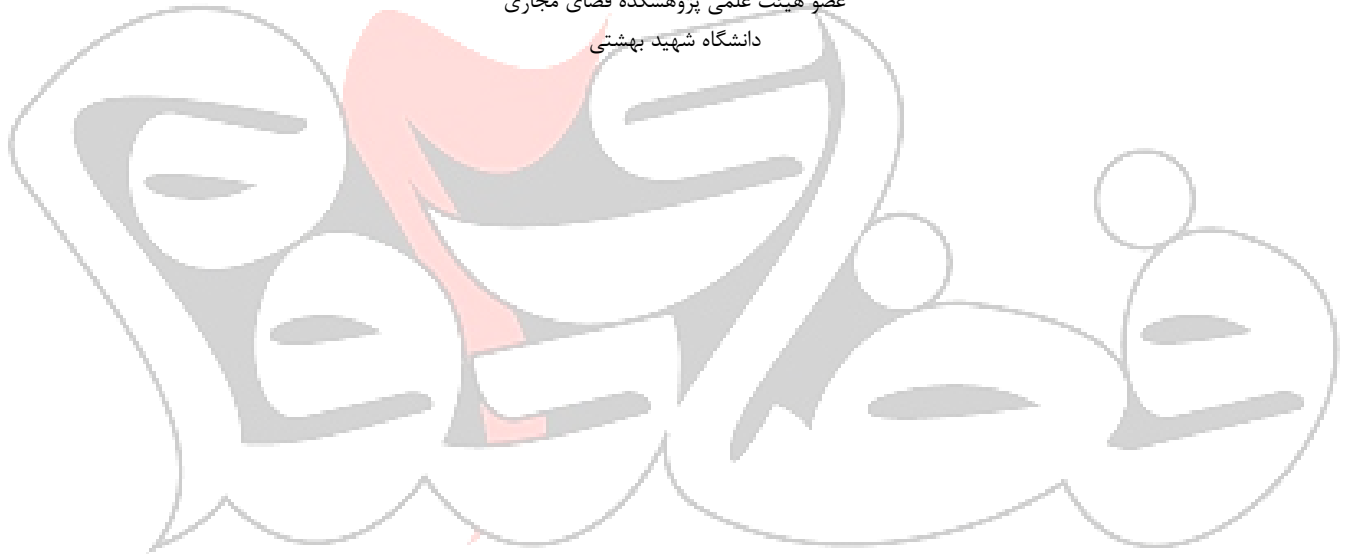 عضو هیئت علمی پژوهشکده فضای مجازی
دانشگاه شهید بهشتی